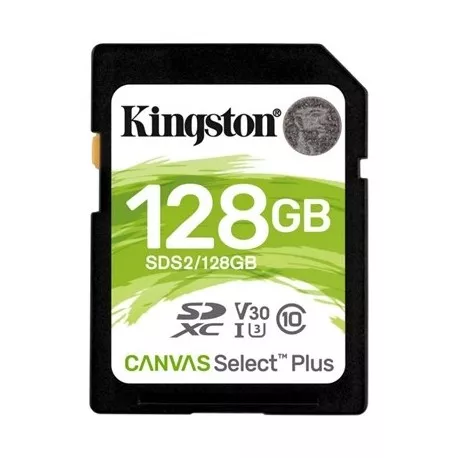 Kingston
128GB
SDS2/128GB
SD XC V30 I U3 10
CANVAS Select™ Plus